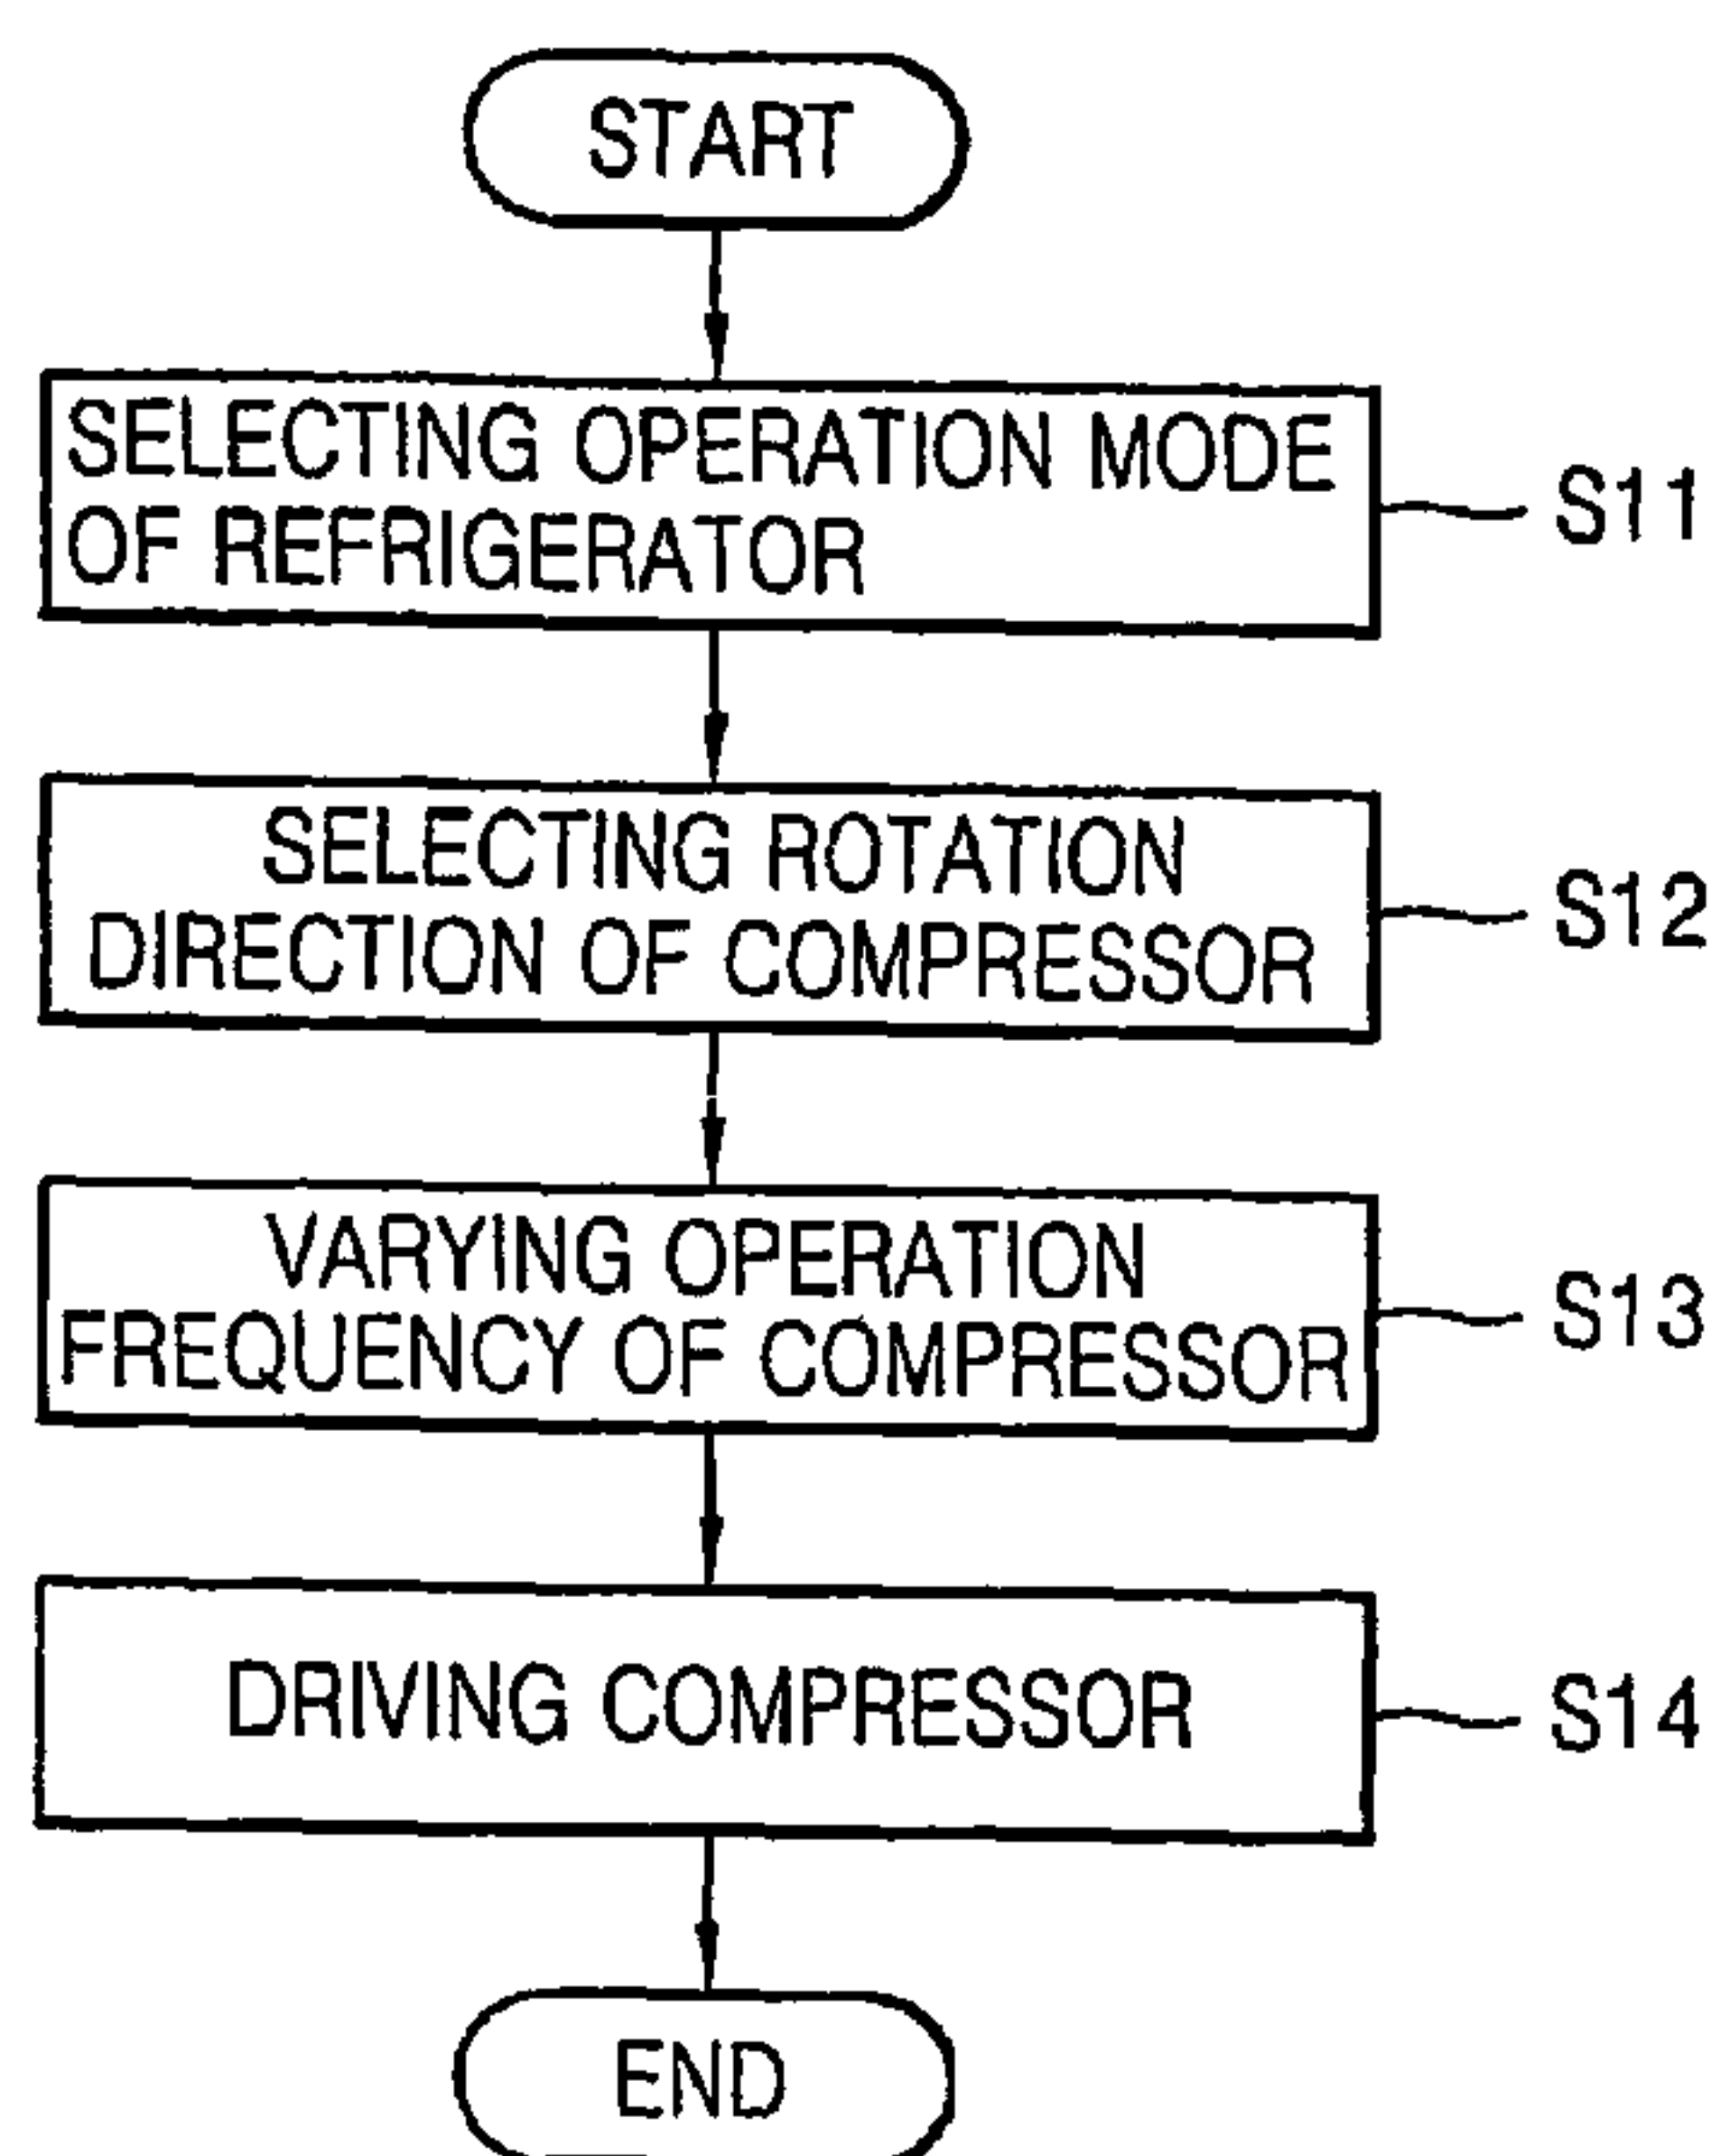 START
SELECTING OPERATION MODE
OF REFRIGERATOR
S11
SELECTING ROTATION
DIRECTION OF COMPRESSOR
S12
VARYING OPERATION
FREQUENCY OF COMPRESSOR
S13
DRIVING COMPRESSOR
S14
END